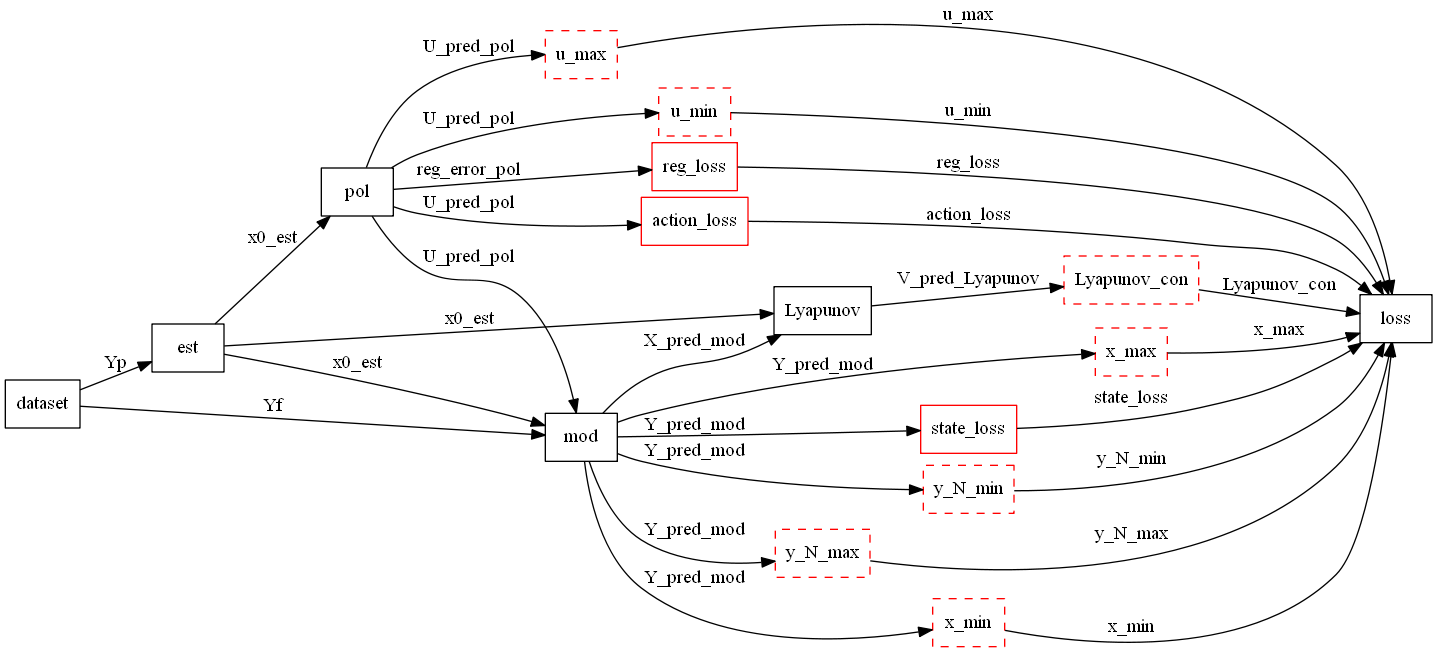 u_max
U_pred_pol
u_max
U_pred_pol
u_min
u_min
reg_error_pol
reg_loss
reg_loss
pol
U_pred_pol
action_loss
action_loss
x0_est
U_pred_pol
V_pred_Lyapunov
Lyapunov_con
Lyapunov_con
x0_est
Lyapunov
loss
est
X_pred_mod
x_max
x_max
Yp
x0_est
Y_pred_mod
dataset
Yf
state_loss
mod
Y_pred_mod
state_loss
Y_pred_mod
y_N_min
y_N_min
Y_pred_mod
y_N_max
y_N_max
Y_pred_mod
x_min
x_min